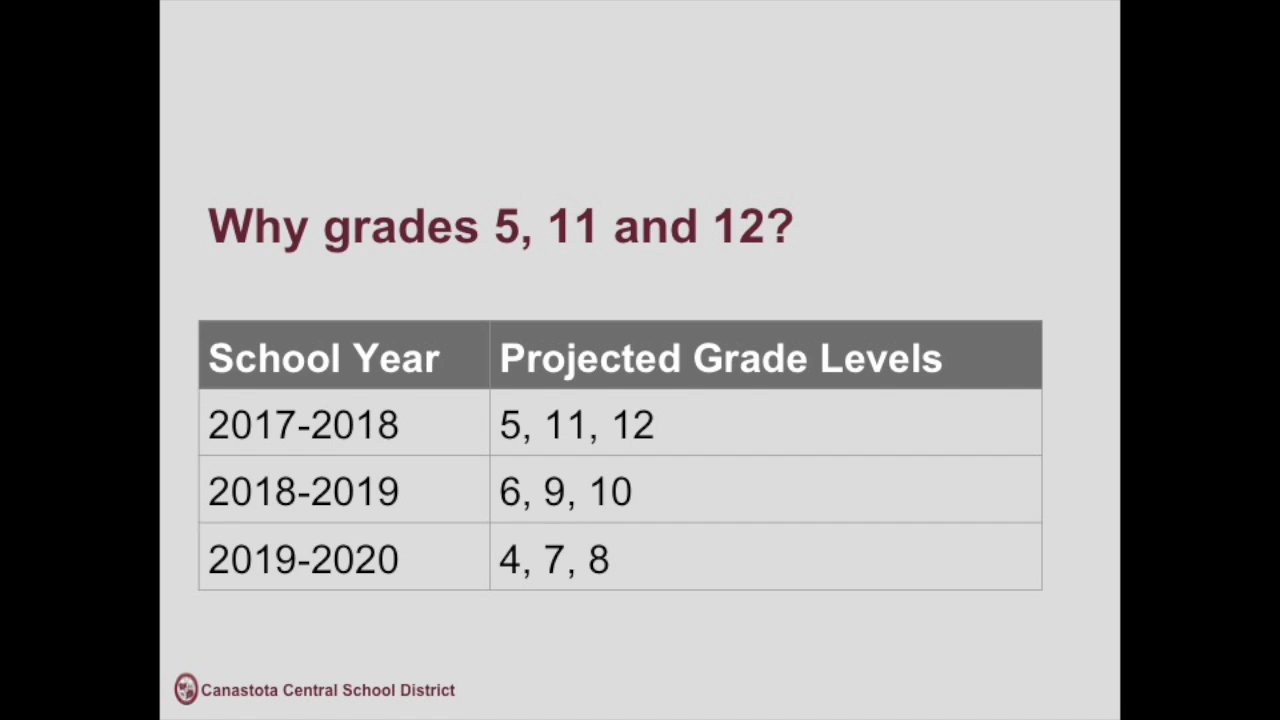 Why grades 5, 11 and 12?
School Year Projected Grade Levels
2017-2018 5, 11, 12
2018-2019 6, 9, 10
2019-2020 4, 7, 8
Canastota Central School District